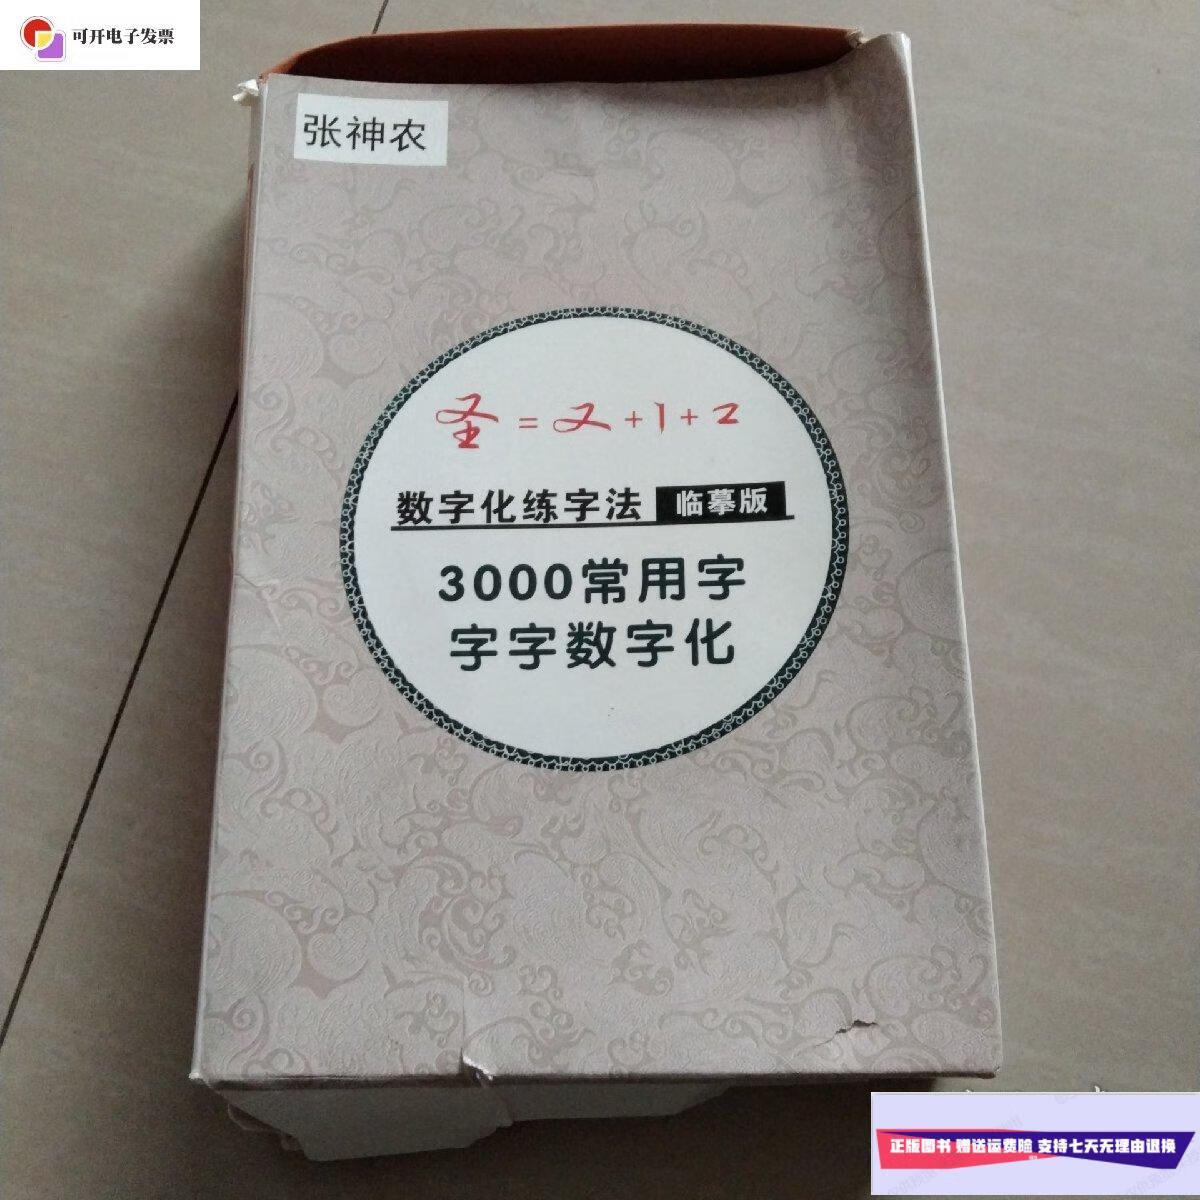 可开电子发票
张神农
圣=又+1+2
数字化练字法 临摹版
3000常用字
字字数字化
正版图书 赠送运费险 支持七天无理由退换